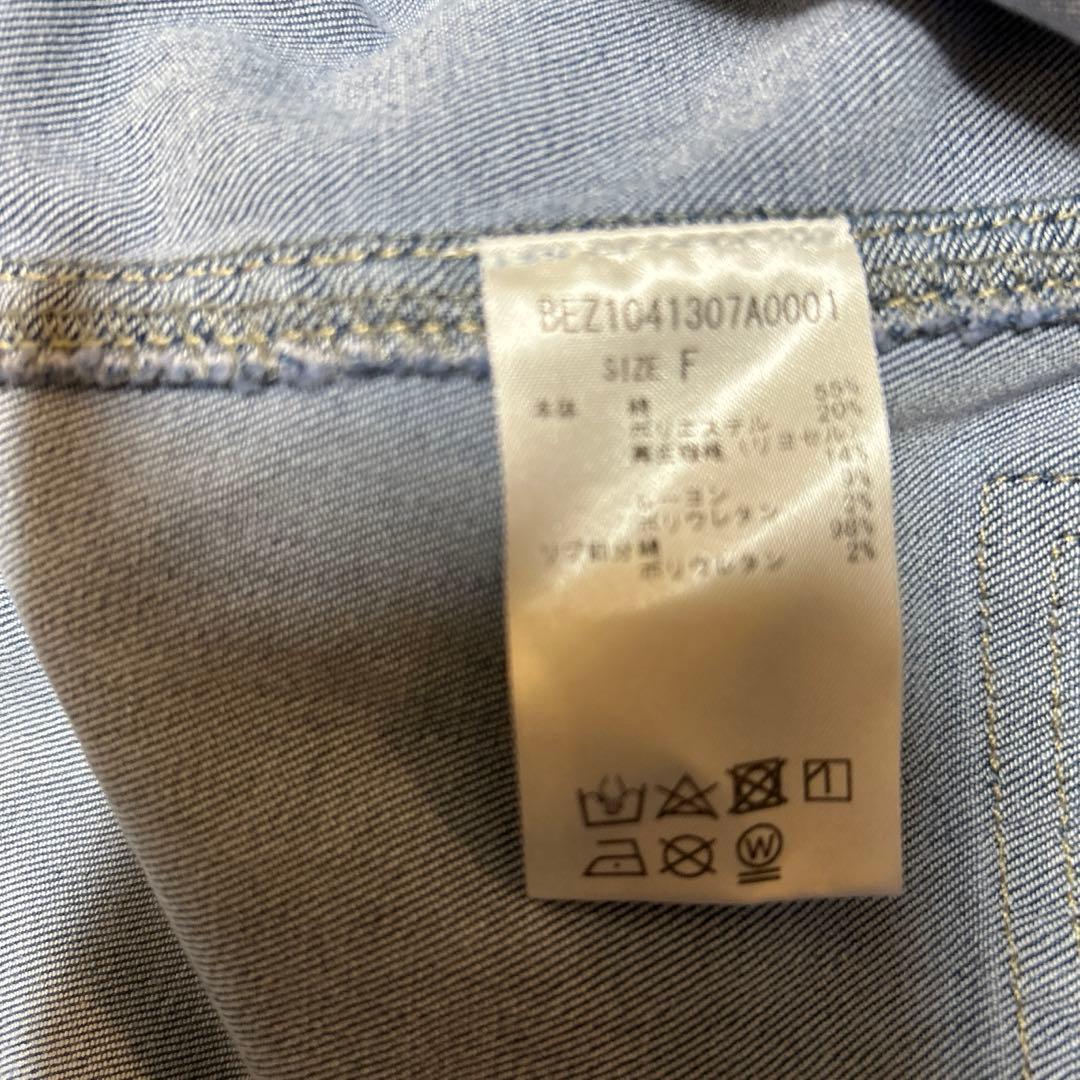 BEZ1041307A0001
SIZE F
本体 綿 55%
ポリエステル 20%
再生繊維(リヨセル)
14%
レーヨン
ポリウレタン
リブ部分 綿 98%
ポリウレタン 2%
W